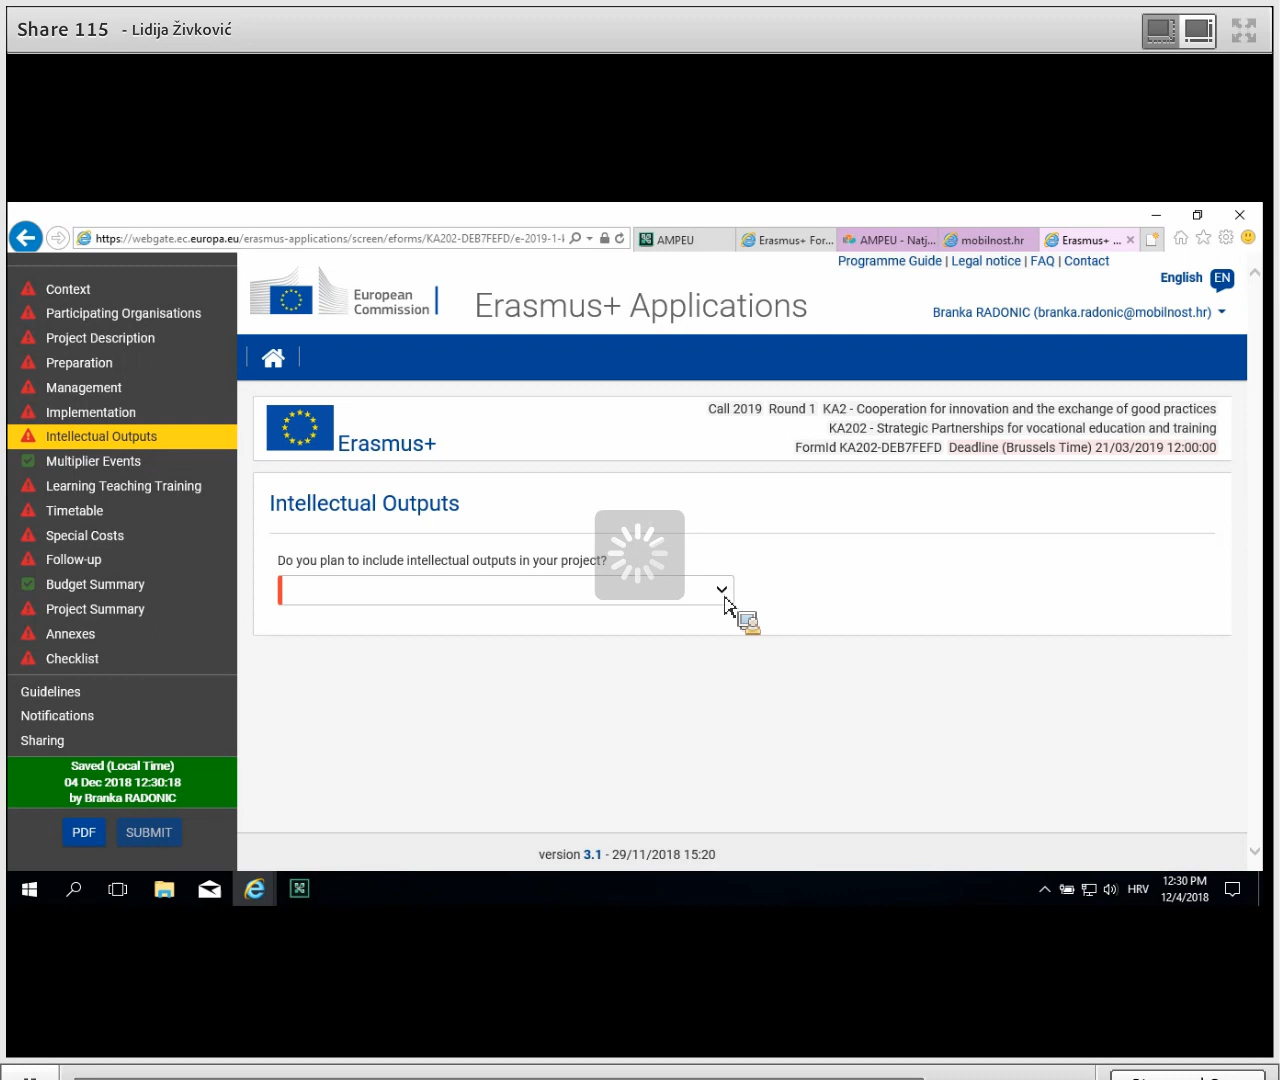 Share 115 - Lidija Živković
https://webgate.ec.europa.eu/erasmus-applications/screen/eforms/KA202-DEB7FEFD/e-2019-1-
AMPEU
Erasmus+ For...
AMPEU - Natj...
mobilnost.hr
Erasmus+ ...
Programme Guide | Legal notice | FAQ | Contact
English EN
European
Commission
Erasmus+ Applications
Branka RADONIC (branka.radonic@mobilnost.hr)
Context
Participating Organisations
Project Description
Preparation
Management
Implementation
Intellectual Outputs
Multiplier Events
Learning Teaching Training
Timetable
Special Costs
Follow-up
Budget Summary
Project Summary
Annexes
Checklist
Guidelines
Notifications
Sharing
Saved (Local Time)
04 Dec 2018 12:30:18
by Branka RADONIC
PDF SUBMIT
Erasmus+
Call 2019 Round 1 KA2 - Cooperation for innovation and the exchange of good practices
KA202 - Strategic Partnerships for vocational education and training
FormId KA202-DEB7FEFD Deadline (Brussels Time) 21/03/2019 12:00:00
Intellectual Outputs
Do you plan to include intellectual outputs in your project?
version 3.1 - 29/11/2018 15:20
HRV
12:30 PM
12/4/2018